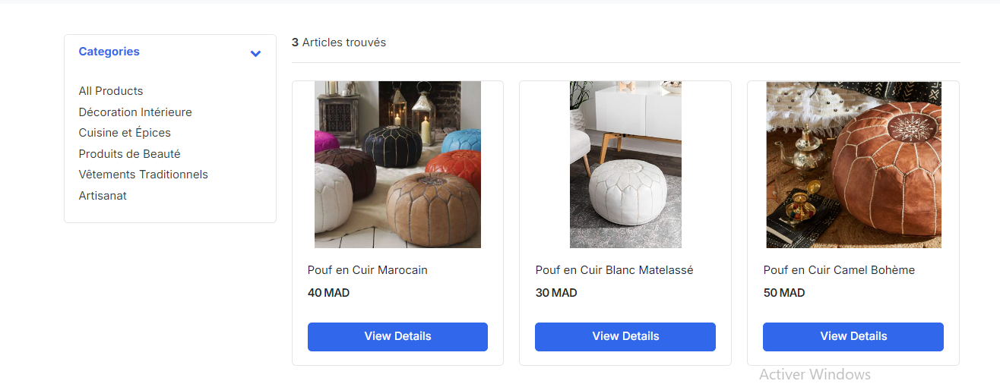 Categories
All Products
Décoration Intérieure
Cuisine et Épices
Produits de Beauté
Vêtements Traditionnels
Artisanat
3 Articles trouvés
Pouf en Cuir Marocain
40 MAD
View Details
Pouf en Cuir Blanc Matelassé
30 MAD
View Details
Pouf en Cuir Camel Bohème
50 MAD
View Details
Activer Windows